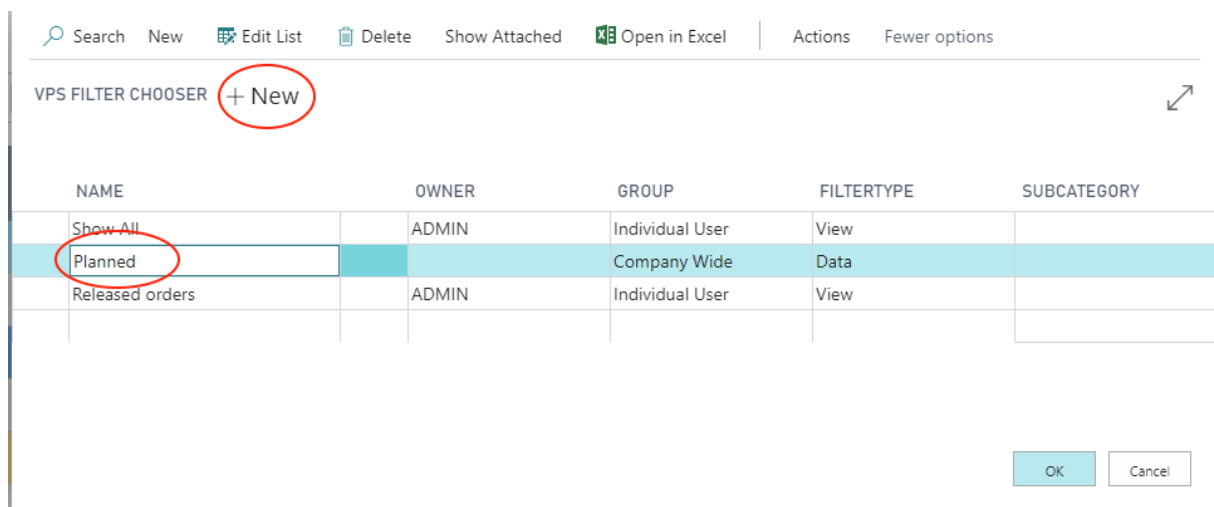 Search New Edit List Delete Show Attached Open in Excel Actions Fewer options
VPS FILTER CHOOSER + New
NAME OWNER GROUP FILTERTYPE SUBCATEGORY
Show All ADMIN Individual User View
Planned Company Wide Data
Released orders ADMIN Individual User View
OK Cancel